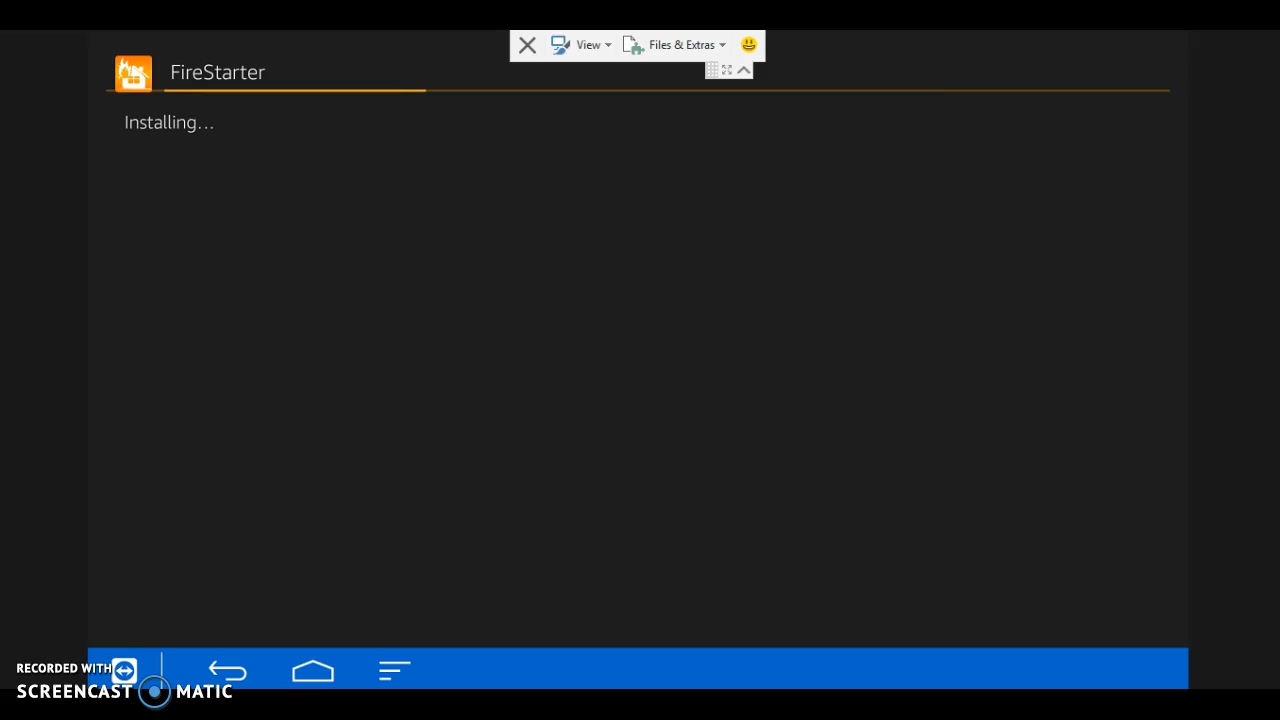 View
Files & Extras
FireStarter
Installing...
RECORDED WITH
SCREENCAST MATIC